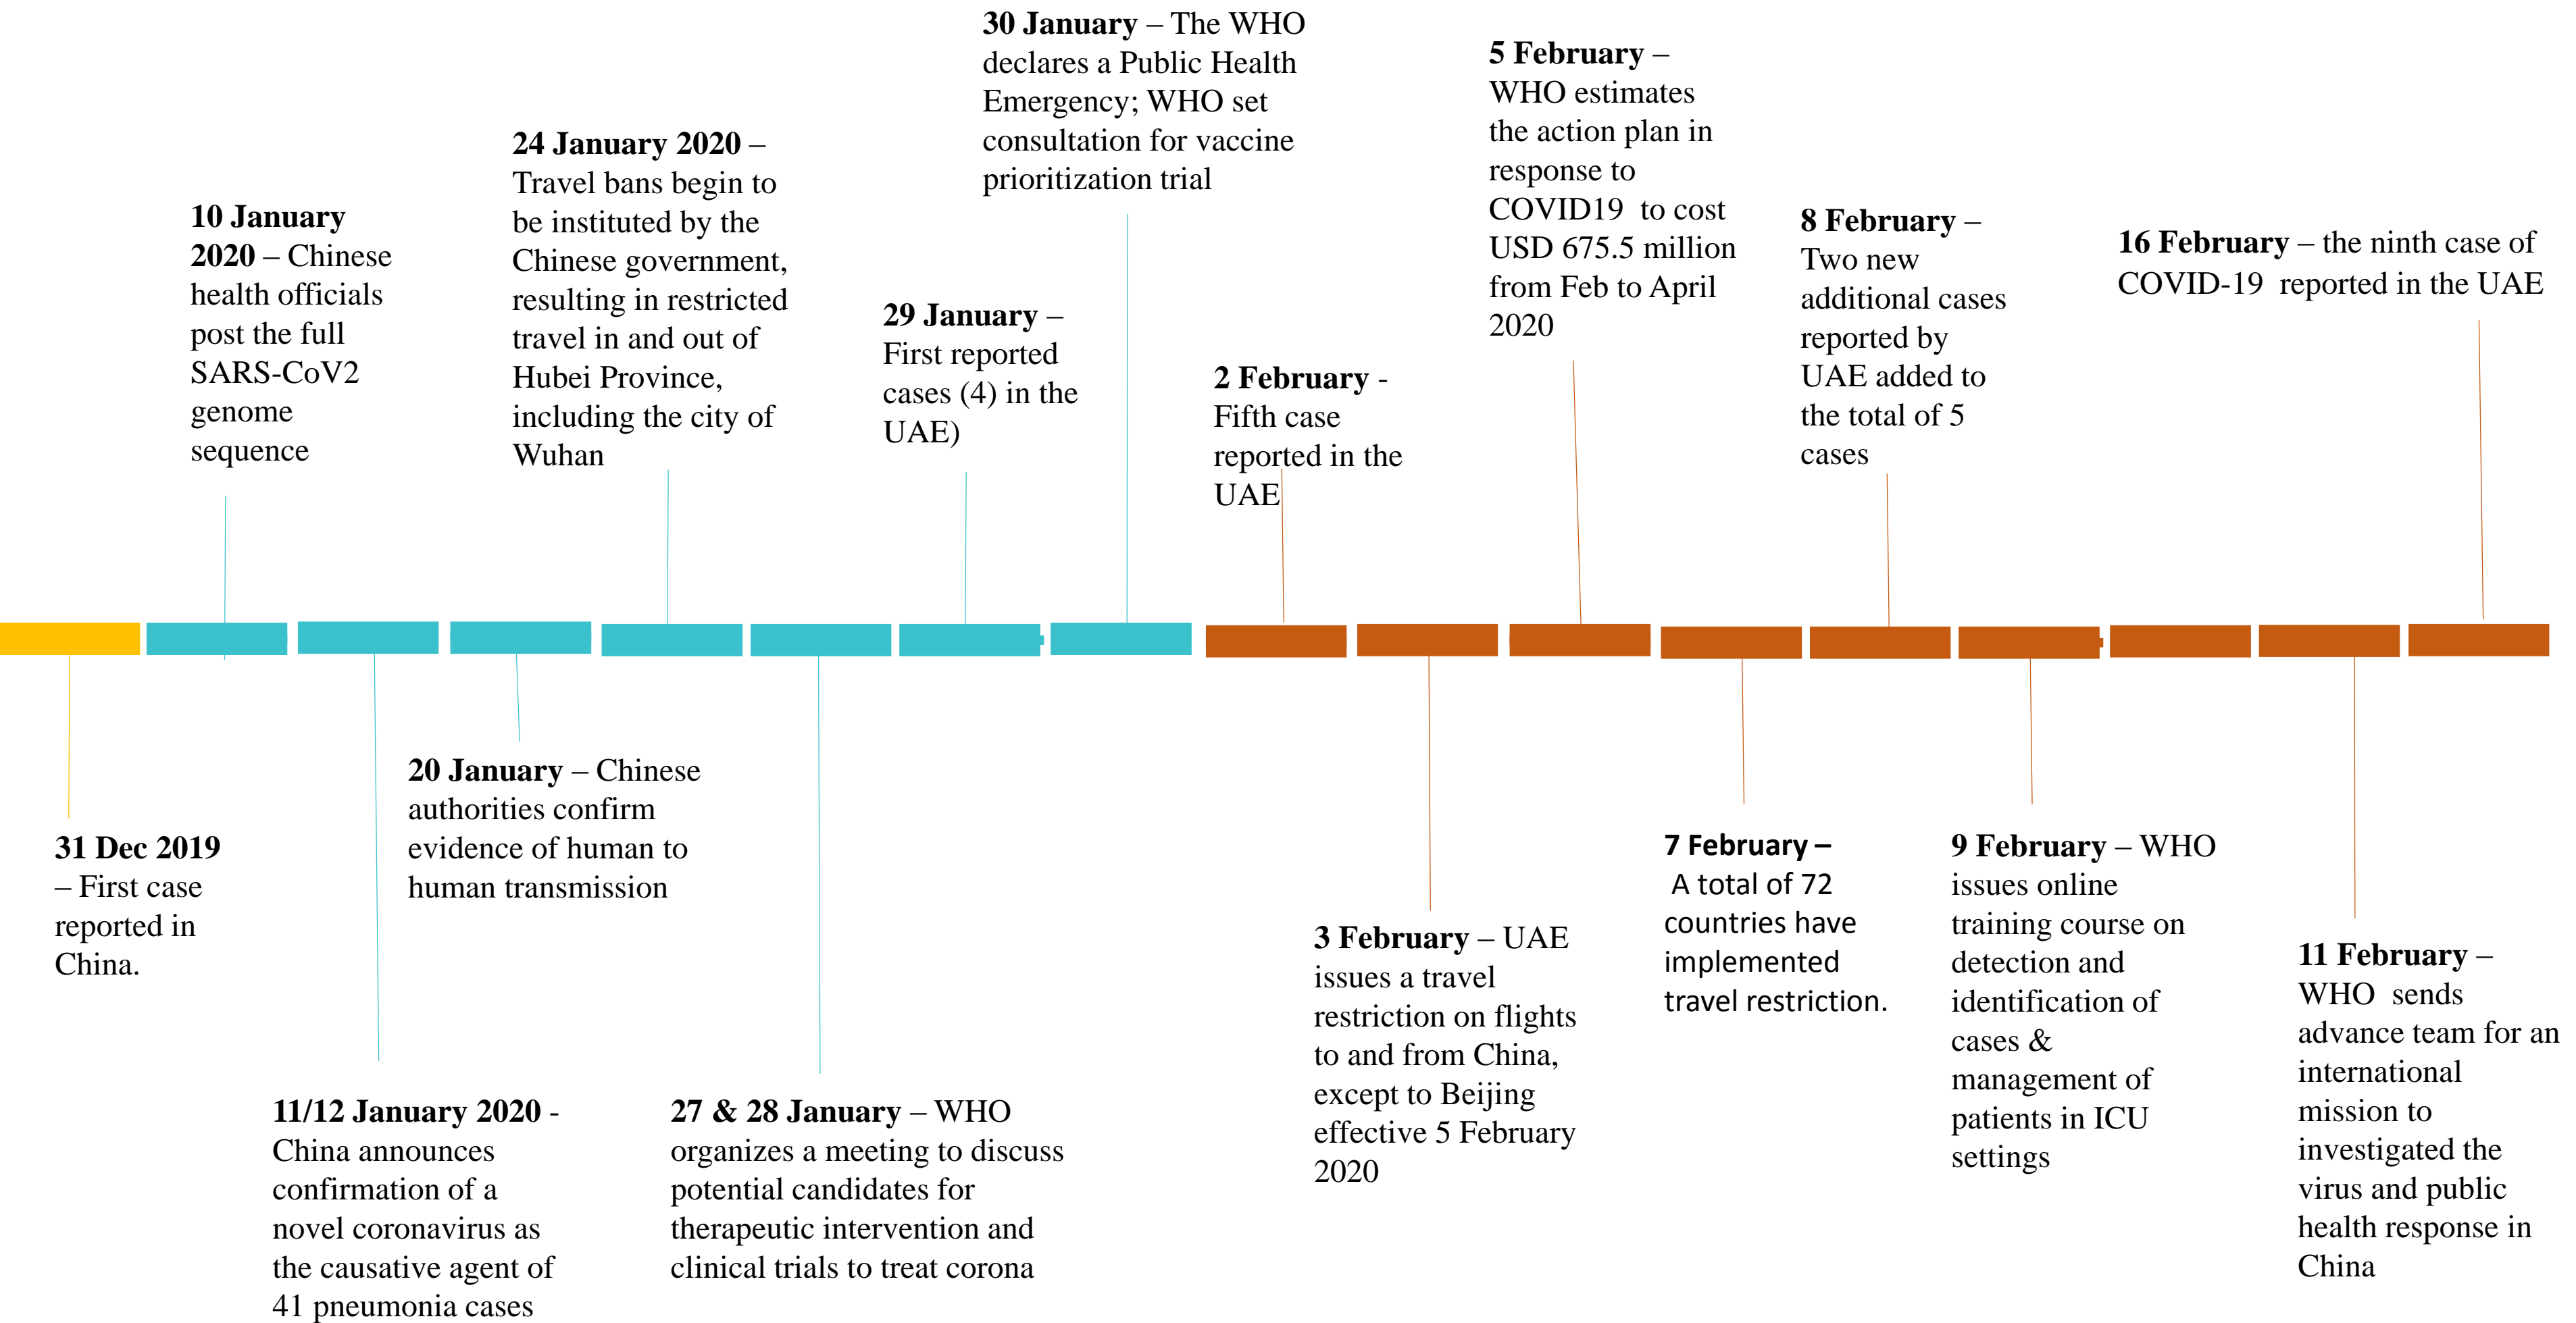 31 Dec 2019
– First case
reported in
China.
10 January
2020 – Chinese
health officials
post the full
SARS-CoV2
genome
sequence
11/12 January 2020 -
China announces
confirmation of a
novel coronavirus as
the causative agent of
41 pneumonia cases
20 January – Chinese
authorities confirm
evidence of human to
human transmission
24 January 2020 –
Travel bans begin to
be instituted by the
Chinese government,
resulting in restricted
travel in and out of
Hubei Province,
including the city of
Wuhan
27 & 28 January – WHO
organizes a meeting to discuss
potential candidates for
therapeutic intervention and
clinical trials to treat corona
29 January –
First reported
cases (4) in the
UAE)
30 January – The WHO
declares a Public Health
Emergency; WHO set
consultation for vaccine
prioritization trial
2 February -
Fifth case
reported in the
UAE
3 February – UAE
issues a travel
restriction on flights
to and from China,
except to Beijing
effective 5 February
2020
5 February –
WHO estimates
the action plan in
response to
COVID19 to cost
USD 675.5 million
from Feb to April
2020
7 February –
A total of 72
countries have
implemented
travel restriction.
8 February –
Two new
additional cases
reported by
UAE added to
the total of 5
cases
9 February – WHO
issues online
training course on
detection and
identification of
cases &
management of
patients in ICU
settings
11 February –
WHO sends
advance team for an
international
mission to
investigated the
virus and public
health response in
China
16 February – the ninth case of
COVID-19 reported in the UAE